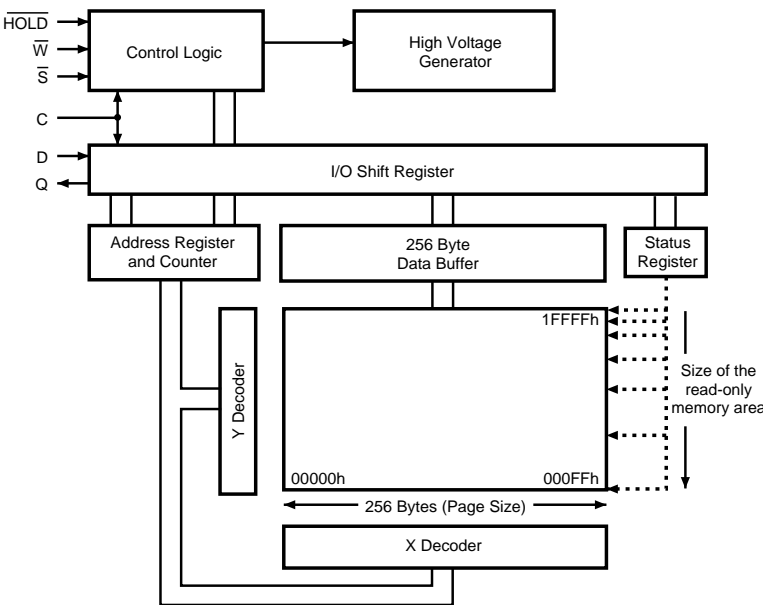 HOLD
W
S
C
D
Q
Control Logic
High Voltage
Generator
I/O Shift Register
Address Register
and Counter
256 Byte
Data Buffer
Status
Register
1FFFFh
Y Decoder
Size of the
read-only
memory area
00000h
000FFh
256 Bytes (Page Size)
X Decoder